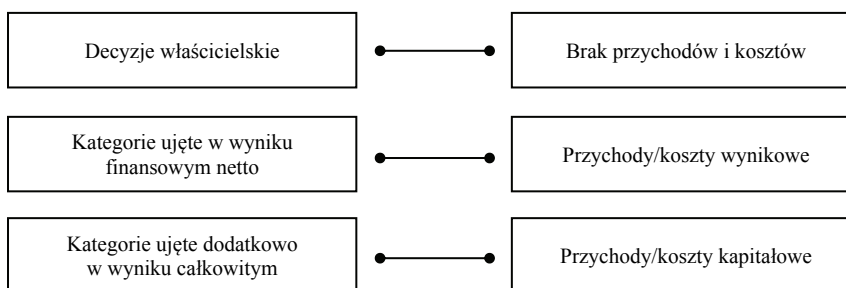 Decyzje właścicielskie
Brak przychodów i kosztów
Kategorie ujęte w wyniku
finansowym netto
Przychody/koszty wynikowe
Kategorie ujęte dodatkowo
w wyniku całkowitym
Przychody/koszty kapitałowe